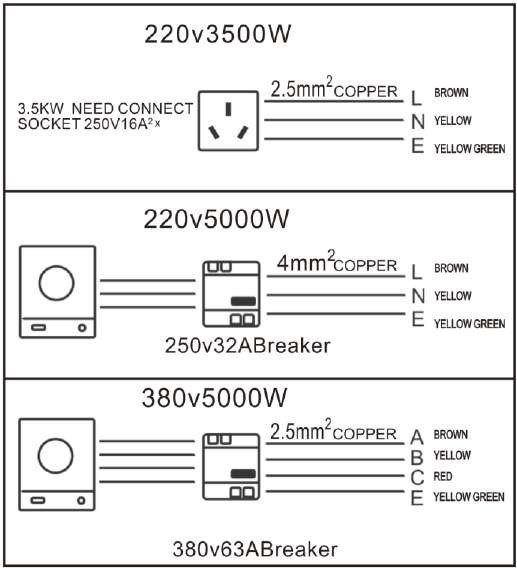 220v3500W
2.5mm²COPPER
L BROWN
3.5KW NEED CONNECT
SOCKET 250V16A²ˣ
N YELLOW
E YELLOW GREEN
220v5000W
4mm²COPPER
L BROWN
N YELLOW
E YELLOW GREEN
250v32ABreaker
380v5000W
2.5mm²COPPER
A BROWN
B YELLOW
C RED
E YELLOW GREEN
380v63ABreaker